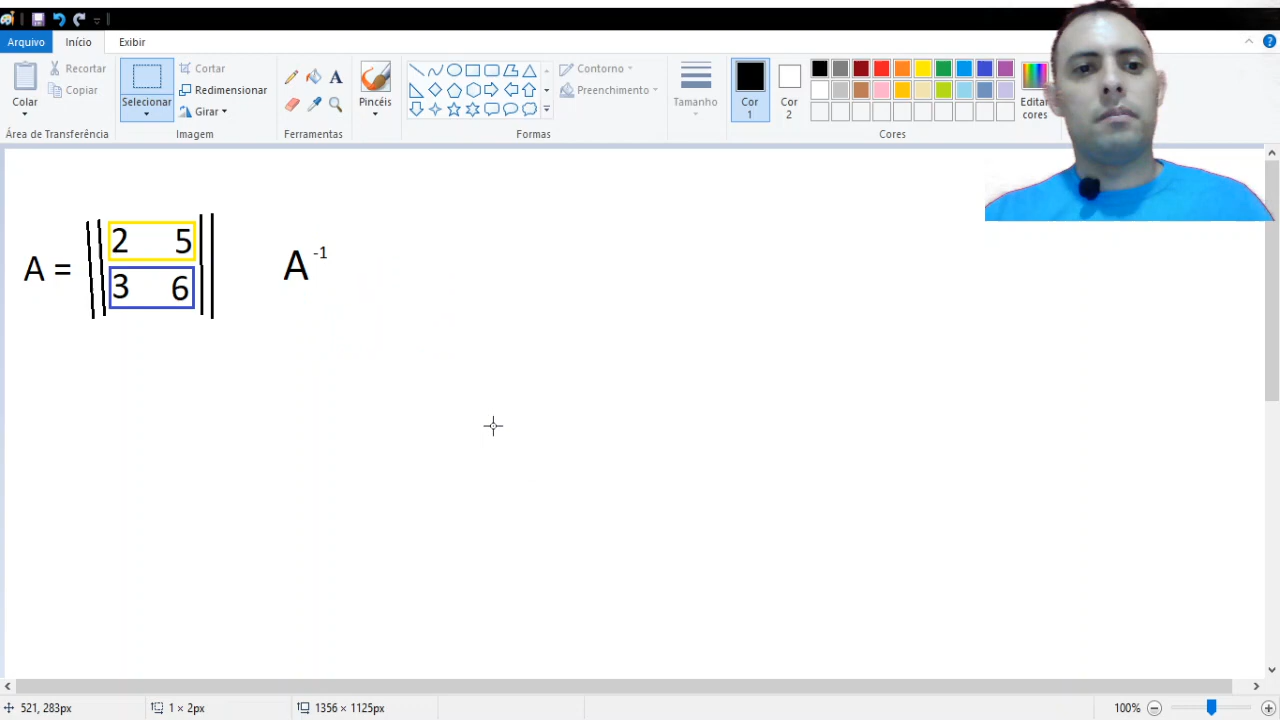 Arquivo Início Exibir
Colar Recortar Copiar Selecionar Cortar Redimensionar Girar Pincéis Contorno Preenchimento Tamanho Cor 1 Cor 2 Editar cores
A
Área de Transferência Imagem Ferramentas Formas Cores
A = 2 5
3 6
A -1
521, 283px 1 × 2px 1356 × 1125px 100%